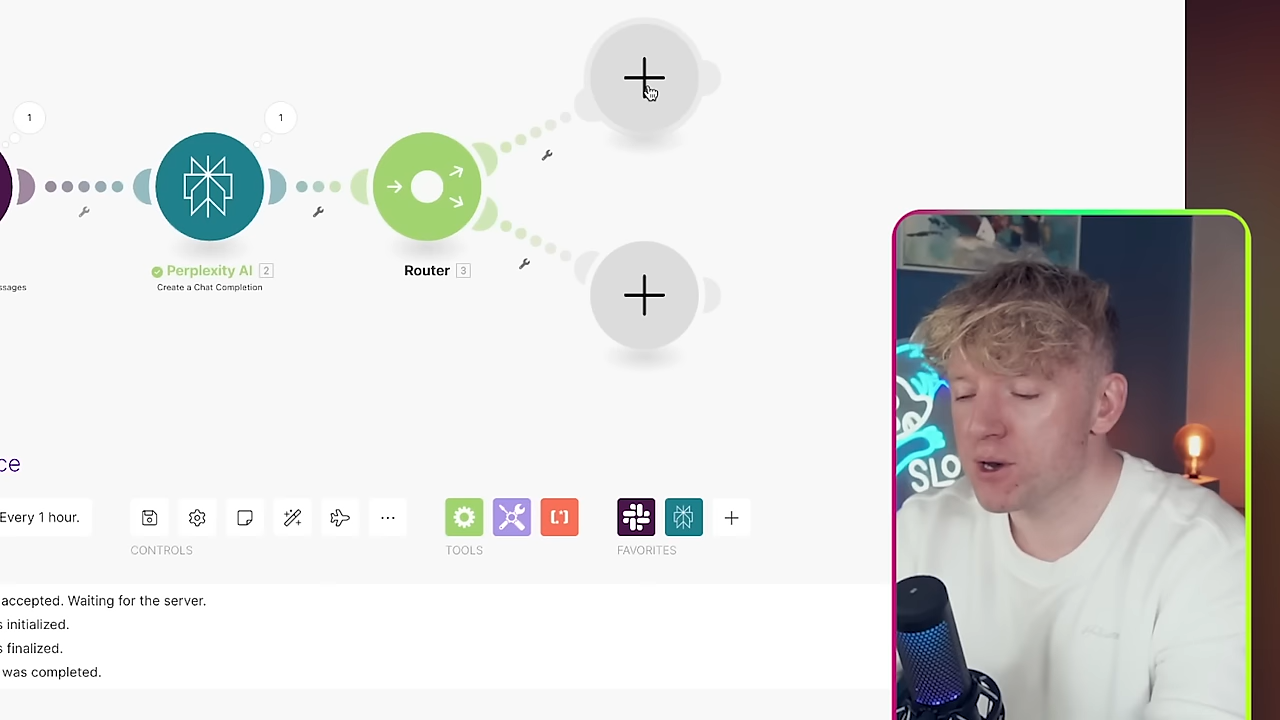 1
1
Perplexity AI 2
Create a Chat Completion
ssages
Router 3
ce
Every 1 hour.
CONTROLS
TOOLS
FAVORITES
accepted. Waiting for the server.
s initialized.
s finalized.
was completed.
SLO